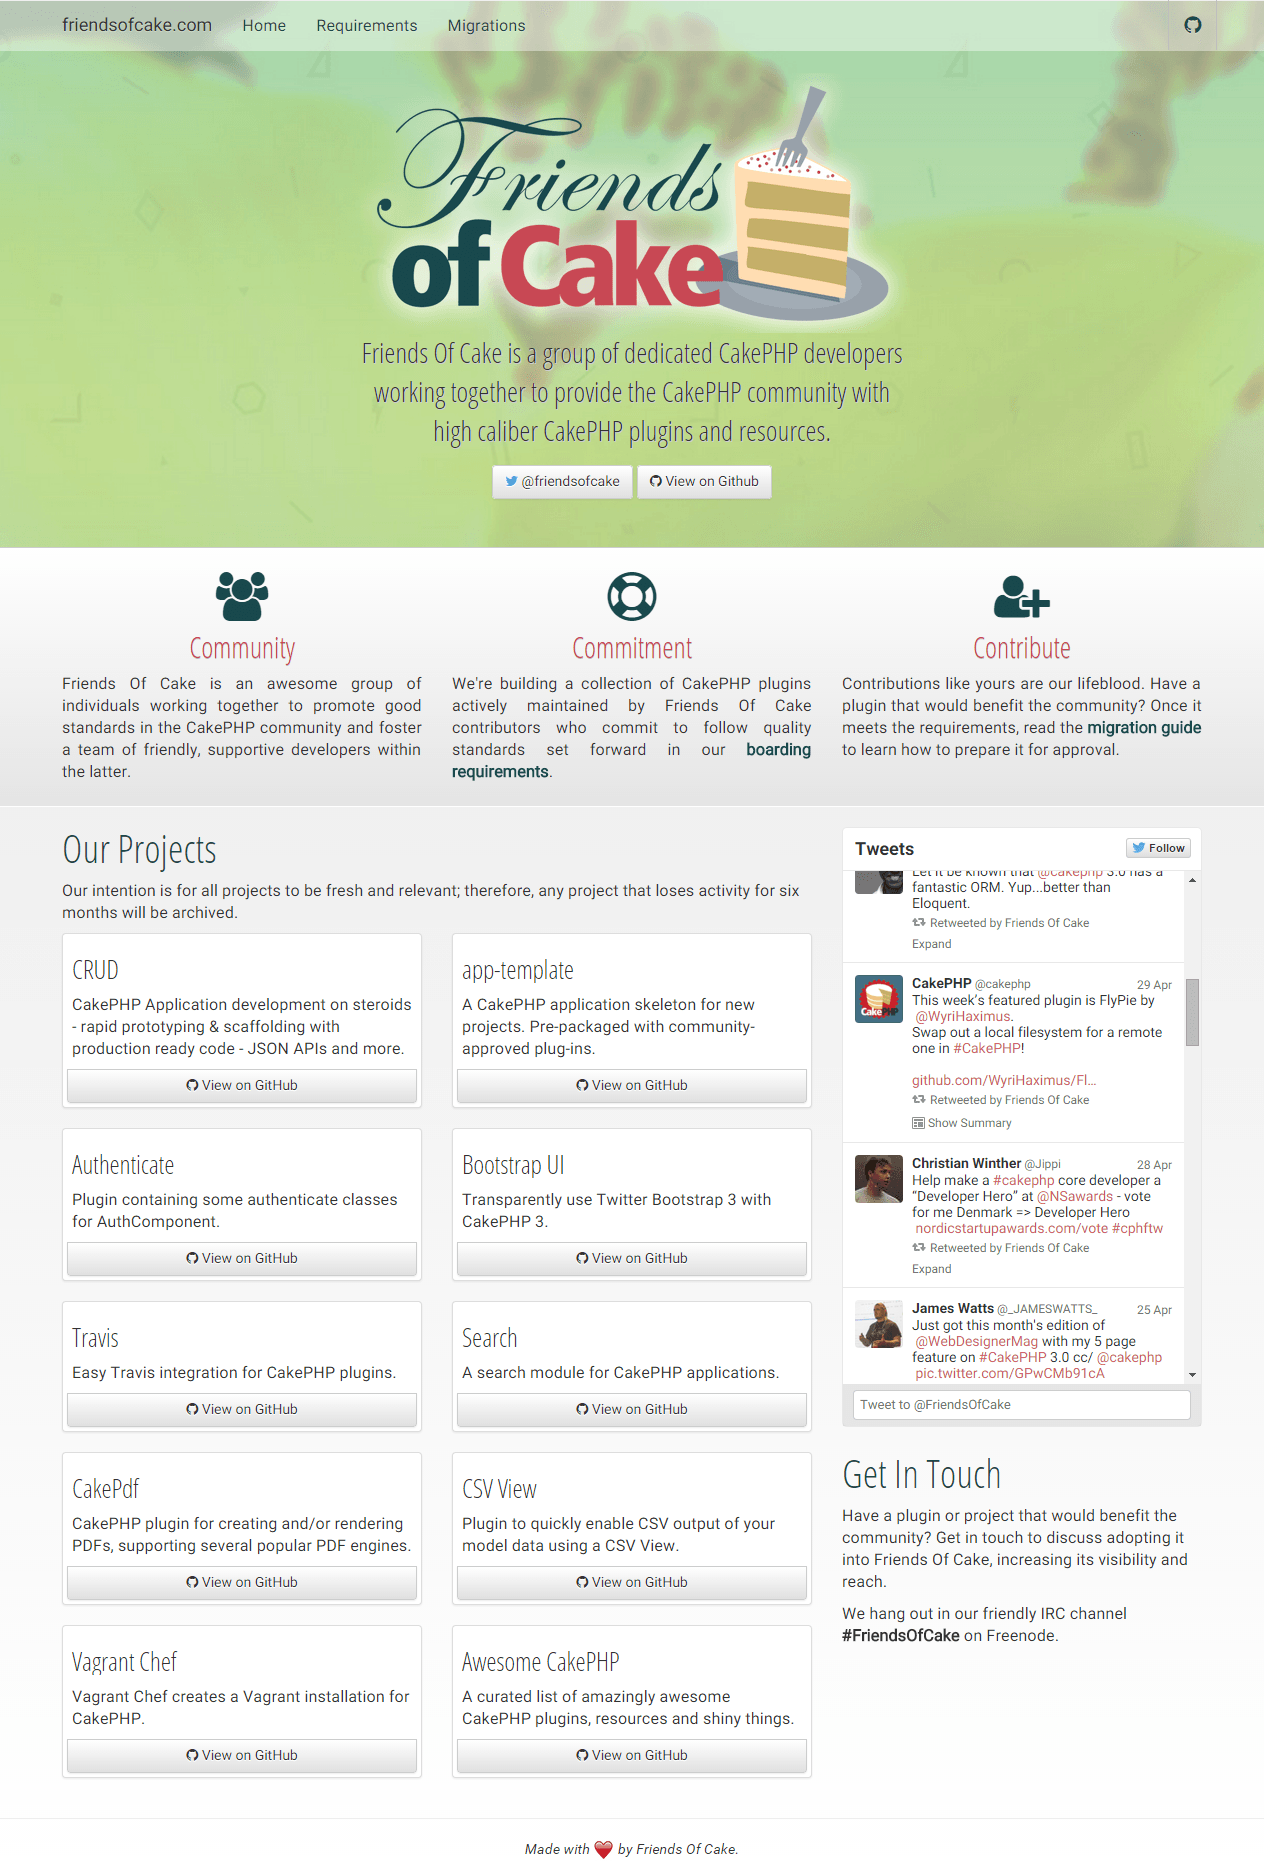 friendsofcake.com Home Requirements Migrations
Friends
of Cake
Friends Of Cake is a group of dedicated CakePHP developers
working together to provide the CakePHP community with
high caliber CakePHP plugins and resources.
@friendsofcake View on Github
Community
Friends Of Cake is an awesome group of
individuals working together to promote good
standards in the CakePHP community and foster
a team of friendly, supportive developers within
the latter.
Commitment
We're building a collection of CakePHP plugins
actively maintained by Friends Of Cake
contributors who commit to follow quality
standards set forward in our boarding
requirements.
Contribute
Contributions like yours are our lifeblood. Have a
plugin that would benefit the community? Once it
meets the requirements, read the migration guide
to learn how to prepare it for approval.
Our Projects
Our intention is for all projects to be fresh and relevant; therefore, any project that loses activity for six
months will be archived.
CRUD
CakePHP Application development on steroids
- rapid prototyping & scaffolding with
production ready code - JSON APIs and more.
View on GitHub
app-template
A CakePHP application skeleton for new
projects. Pre-packaged with community-
approved plug-ins.
View on GitHub
Authenticate
Plugin containing some authenticate classes
for AuthComponent.
View on GitHub
Bootstrap UI
Transparently use Twitter Bootstrap 3 with
CakePHP 3.
View on GitHub
Travis
Easy Travis integration for CakePHP plugins.
View on GitHub
Search
A search module for CakePHP applications.
View on GitHub
CakePdf
CakePHP plugin for creating and/or rendering
PDFs, supporting several popular PDF engines.
View on GitHub
CSV View
Plugin to quickly enable CSV output of your
model data using a CSV View.
View on GitHub
Vagrant Chef
Vagrant Chef creates a Vagrant installation for
CakePHP.
View on GitHub
Awesome CakePHP
A curated list of amazingly awesome
CakePHP plugins, resources and shiny things.
View on GitHub
Tweets Follow
Let it be known that @cakephp 3.0 has a
fantastic ORM. Yup...better than
Eloquent.
Retweeted by Friends Of Cake
Expand
CakePHP @cakephp 29 Apr
This week's featured plugin is FlyPie by
@WyriHaximus.
Swap out a local filesystem for a remote
one in #CakePHP!
github.com/WyriHaximus/Fl…
Retweeted by Friends Of Cake
Show Summary
CakePHP
Christian Winther @Jippi 28 Apr
Help make a #cakephp core developer a
“Developer Hero” at @NSawards - vote
for me Denmark => Developer Hero
nordicstartupawards.com/vote #cphftw
Retweeted by Friends Of Cake
Expand
James Watts @_JAMESWATTS_ 25 Apr
Just got this month's edition of
@WebDesignerMag with my 5 page
feature on #CakePHP 3.0 cc/ @cakephp
pic.twitter.com/GPwCMb91cA
Tweet to @FriendsOfCake
Get In Touch
Have a plugin or project that would benefit the
community? Get in touch to discuss adopting it
into Friends Of Cake, increasing its visibility and
reach.
We hang out in our friendly IRC channel
#FriendsOfCake on Freenode.
Made with ❤ by Friends Of Cake.